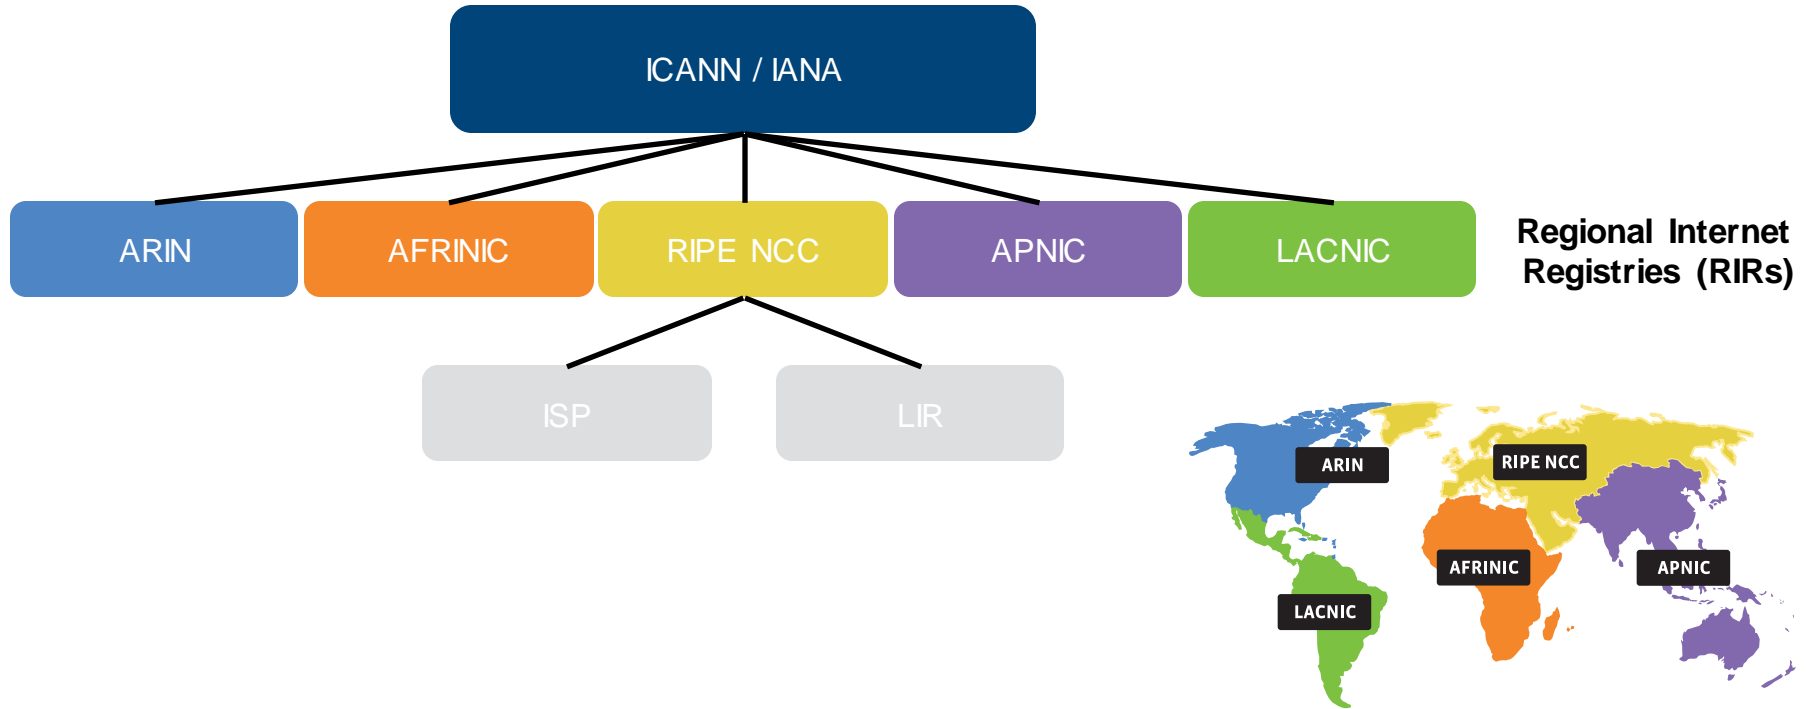 ICANN / IANA
ARIN
AFRINIC
RIPE NCC
APNIC
LACNIC
Regional Internet
Registries (RIRs)
ISP
LIR
ARIN
RIPE NCC
AFRINIC
APNIC
LACNIC